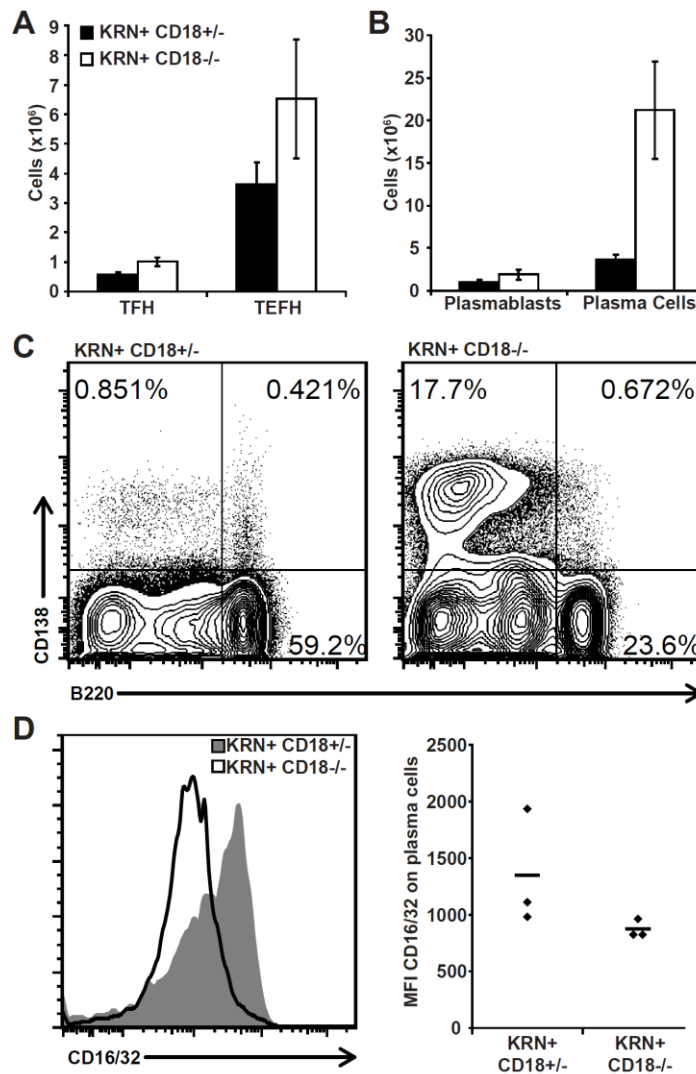 A
KRN+ CD18+/-
KRN+ CD18-/-
Cells (x10⁶)
9
8
7
6
5
4
3
2
1
0
TFH
TEFH
B
Cells (x10⁶)
30
25
20
15
10
5
0
Plasmablasts
Plasma Cells
C
KRN+ CD18+/-
0.851%
0.421%
59.2%
KRN+ CD18-/-
17.7%
0.672%
23.6%
CD138
B220
D
KRN+ CD18+/-
KRN+ CD18-/-
CD16/32
MFI CD16/32 on plasma cells
2500
2000
1500
1000
500
0
KRN+
CD18+/-
KRN+
CD18-/-